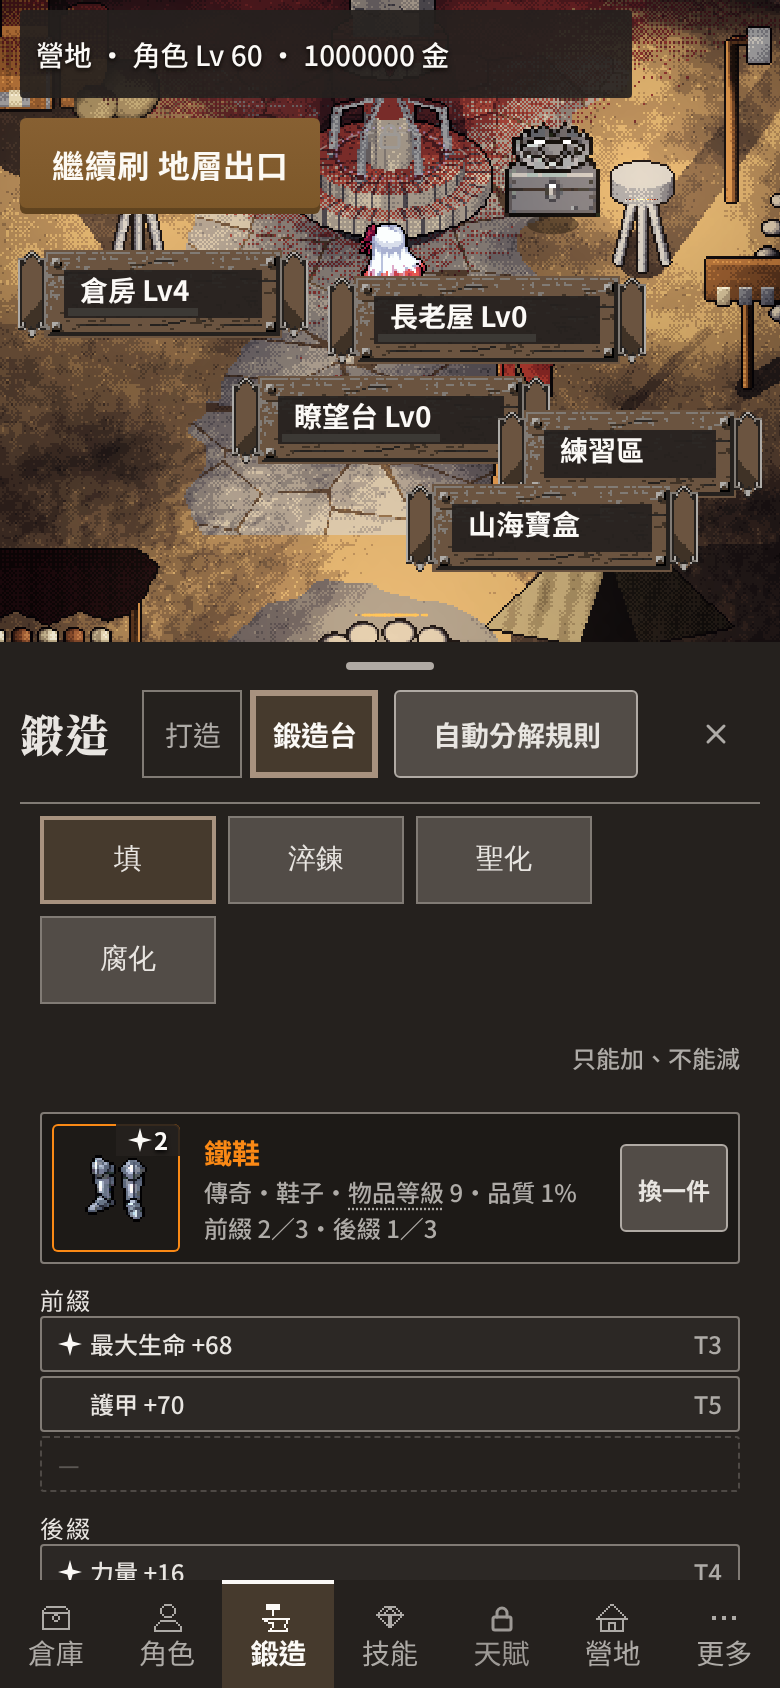 營地 · 角色 Lv 60 · 1000000 金
繼續刷 地層出口
倉房 Lv4
長老屋 Lv0
瞭望台 Lv0
練習區
山海寶盒
鍛造
打造
鍛造台
自動分解規則
×
填
淬鍊
聖化
腐化
只能加、不能減
2
鐵鞋
傳奇·鞋子·物品等級 9·品質 1%
前綴 2／3·後綴 1／3
換一件
前綴
最大生命 +68 T3
護甲 +70 T5
—
後綴
力量 +16 T4
倉庫
角色
鍛造
技能
天賦
營地
更多